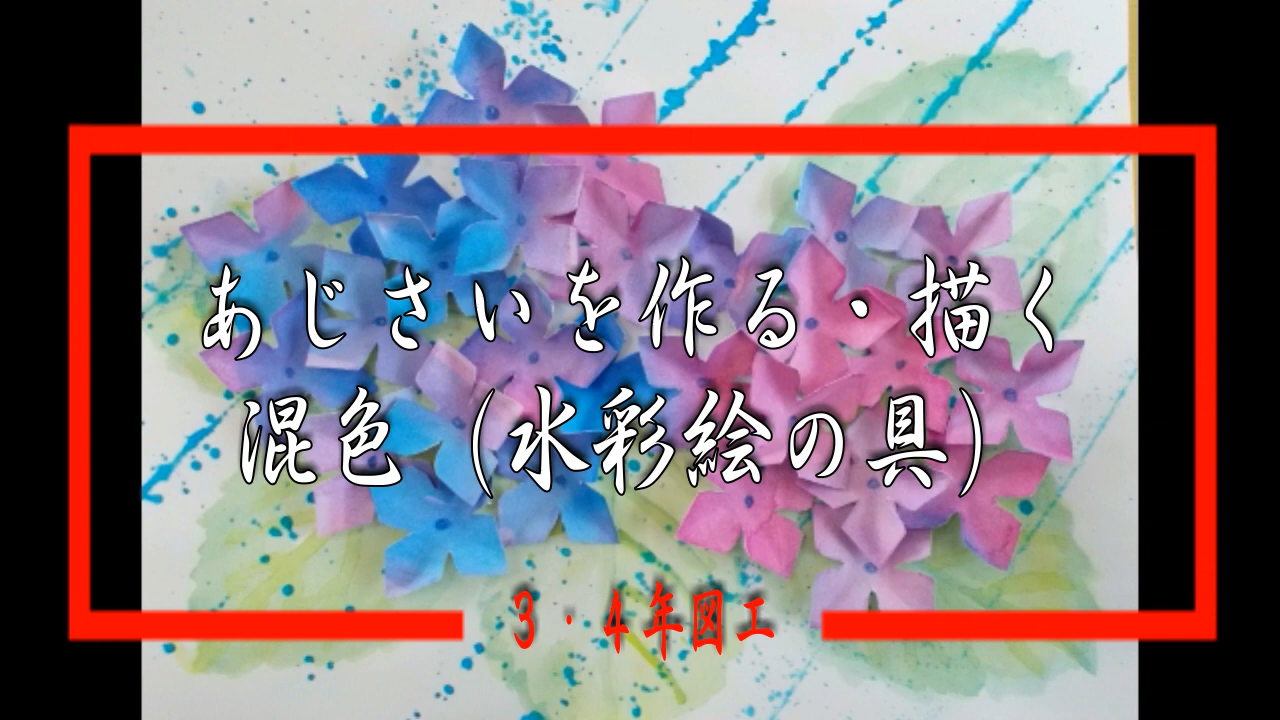 あじさいを作る・描く
混色（水彩絵の具）
３・４年図工